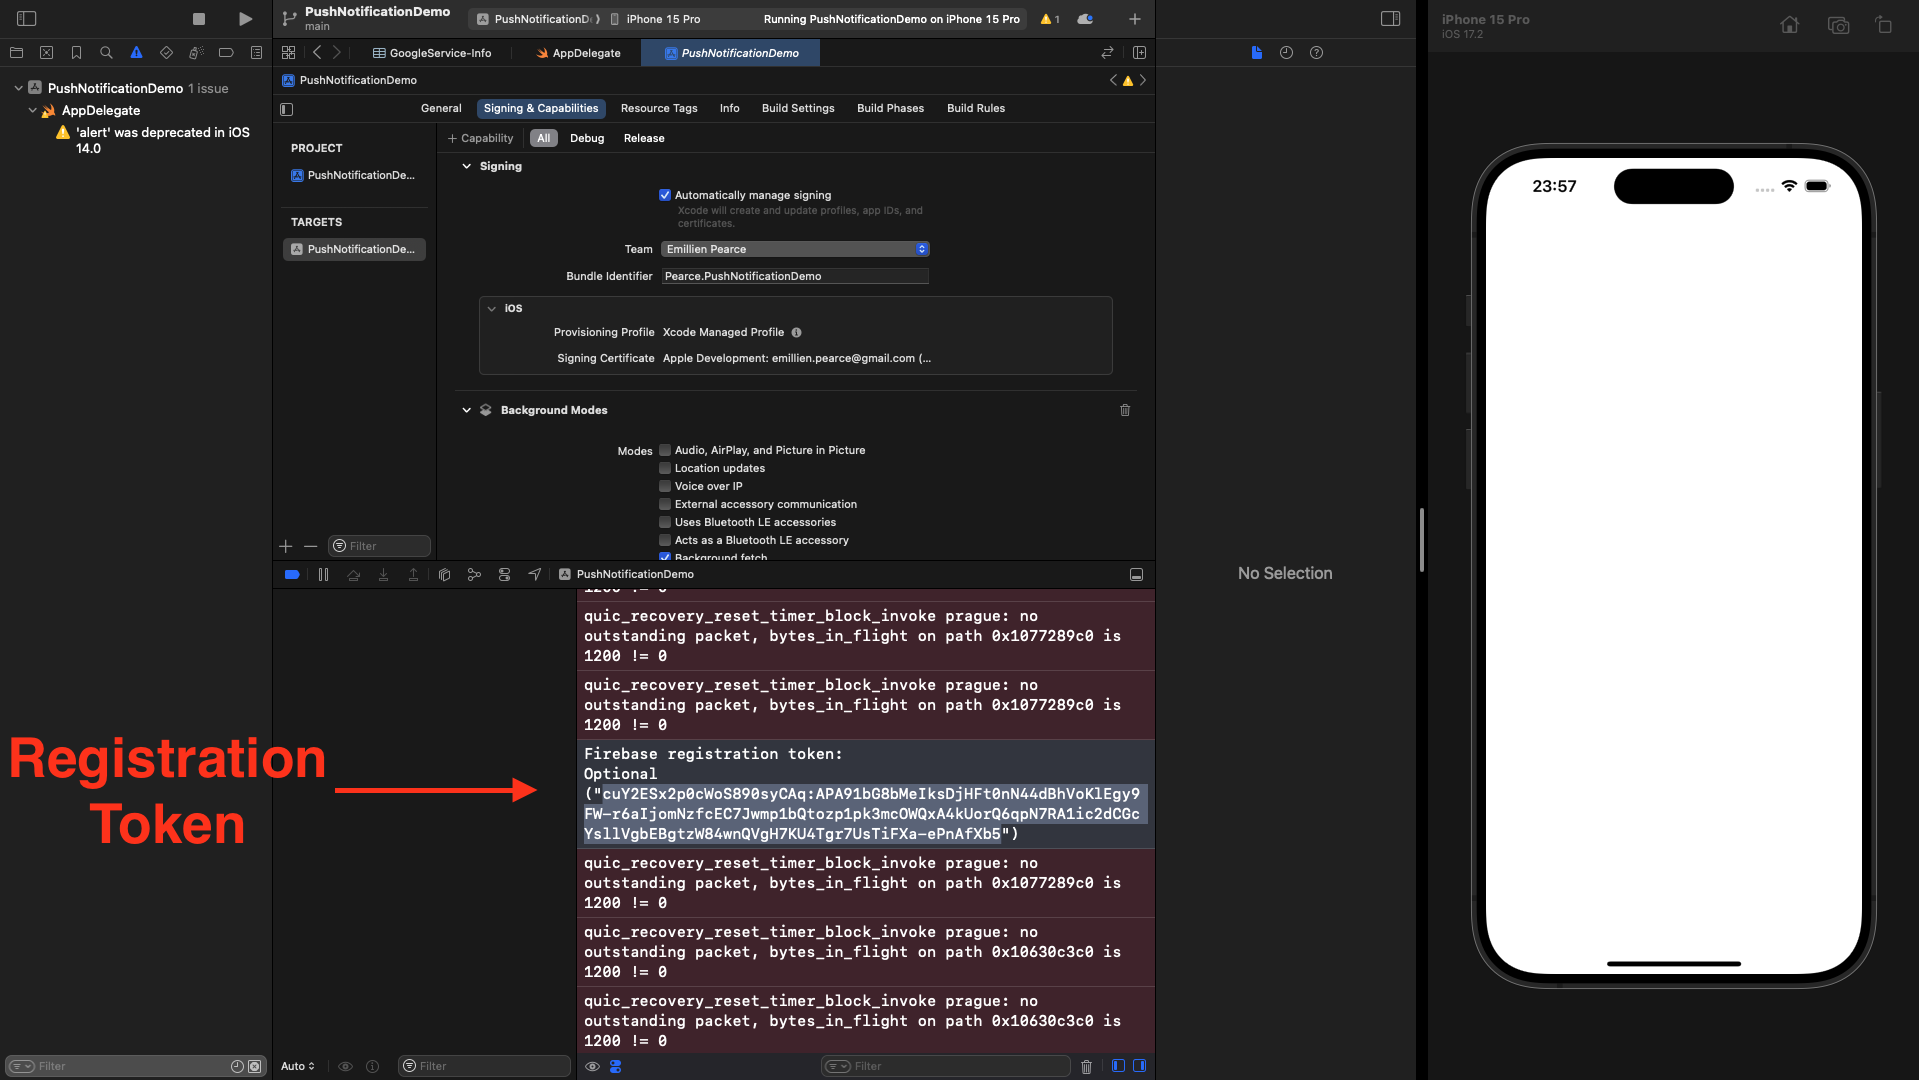 PushNotificationDemo
main
PushNotificationD
iPhone 15 Pro
Running PushNotificationDemo on iPhone 15 Pro
1
GoogleService-Info
AppDelegate
PushNotificationDemo
PushNotificationDemo 1 issue
AppDelegate
'alert' was deprecated in iOS
14.0
PushNotificationDemo
General
Signing & Capabilities
Resource Tags
Info
Build Settings
Build Phases
Build Rules
+ Capability
All
Debug
Release
PROJECT
PushNotificationDe...
TARGETS
PushNotificationDe...
Filter
Signing
Automatically manage signing
Xcode will create and update profiles, app IDs, and
certificates.
Team
Emillien Pearce
Bundle Identifier
Pearce.PushNotificationDemo
iOS
Provisioning Profile
Xcode Managed Profile
Signing Certificate
Apple Development: emillien.pearce@gmail.com (...
Background Modes
Modes
Audio, AirPlay, and Picture in Picture
Location updates
Voice over IP
External accessory communication
Uses Bluetooth LE accessories
Acts as a Bluetooth LE accessory
Background fetch
PushNotificationDemo
1200 != 0
quic_recovery_reset_timer_block_invoke prague: no
outstanding packet, bytes_in_flight on path 0x1077289c0 is
1200 != 0
quic_recovery_reset_timer_block_invoke prague: no
outstanding packet, bytes_in_flight on path 0x1077289c0 is
1200 != 0
Firebase registration token:
Optional
("cuY2ESx2p0cWoS890syCAq:APA91bG8bMeIksDjHFt0nN44dBhVoKlEgy9
FW-r6aIjomNzfcEC7Jwmp1bQtozp1pk3mcOWQxA4kUorQ6qpN7RA1ic2dCGc
YsllVgbEBgtzW84wnQVgH7KU4Tgr7UsTiFXa-ePnAfXb5")
quic_recovery_reset_timer_block_invoke prague: no
outstanding packet, bytes_in_flight on path 0x1077289c0 is
1200 != 0
quic_recovery_reset_timer_block_invoke prague: no
outstanding packet, bytes_in_flight on path 0x10630c3c0 is
1200 != 0
quic_recovery_reset_timer_block_invoke prague: no
outstanding packet, bytes_in_flight on path 0x10630c3c0 is
1200 != 0
Registration
Token
Filter
Auto
Filter
Filter
No Selection
iPhone 15 Pro
iOS 17.2
23:57